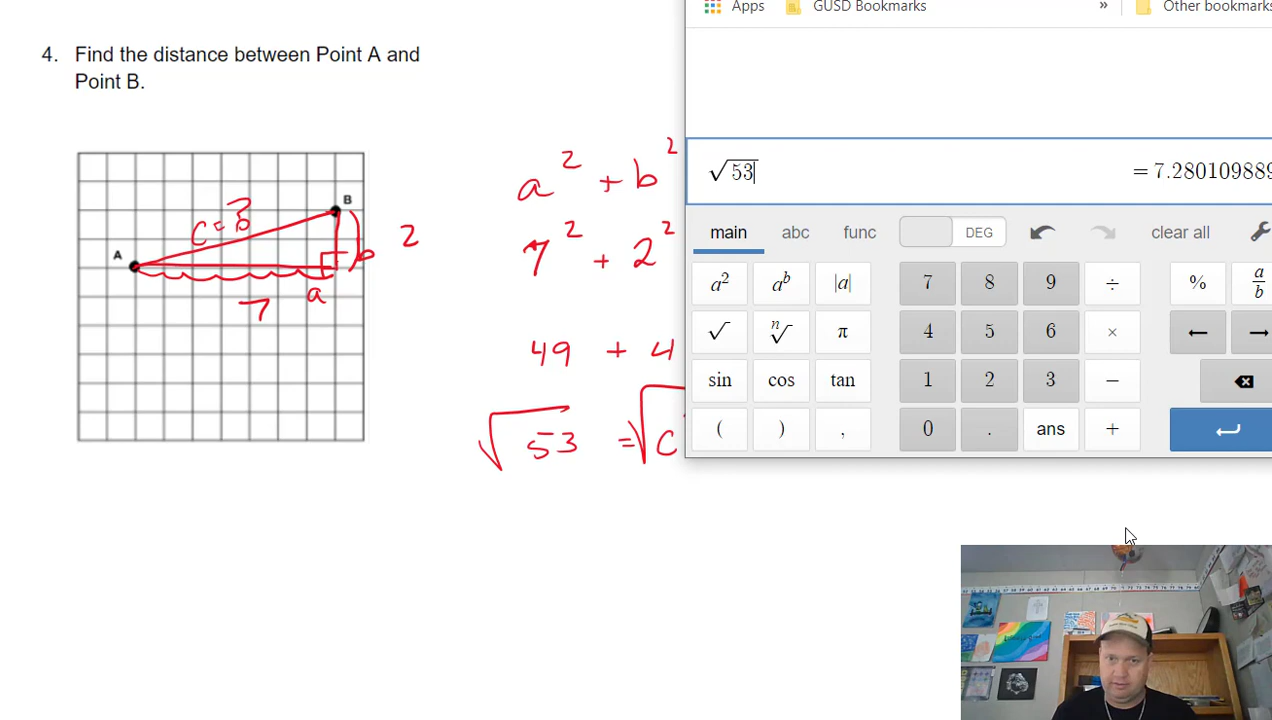 Apps GUSD Bookmarks » Other bookmarks
4. Find the distance between Point A and
Point B.
A
B
c = ?
b
2
a
7
a² + b²
7² + 2²
49 + 4
√53 = √c
√53
= 7.280109889
main abc func DEG clear all
a² aᵇ |a| 7 8 9 ÷ % a/b
√ ⁿ√ π 4 5 6 × ← →
sin cos tan 1 2 3 −
( ) , 0 . ans +